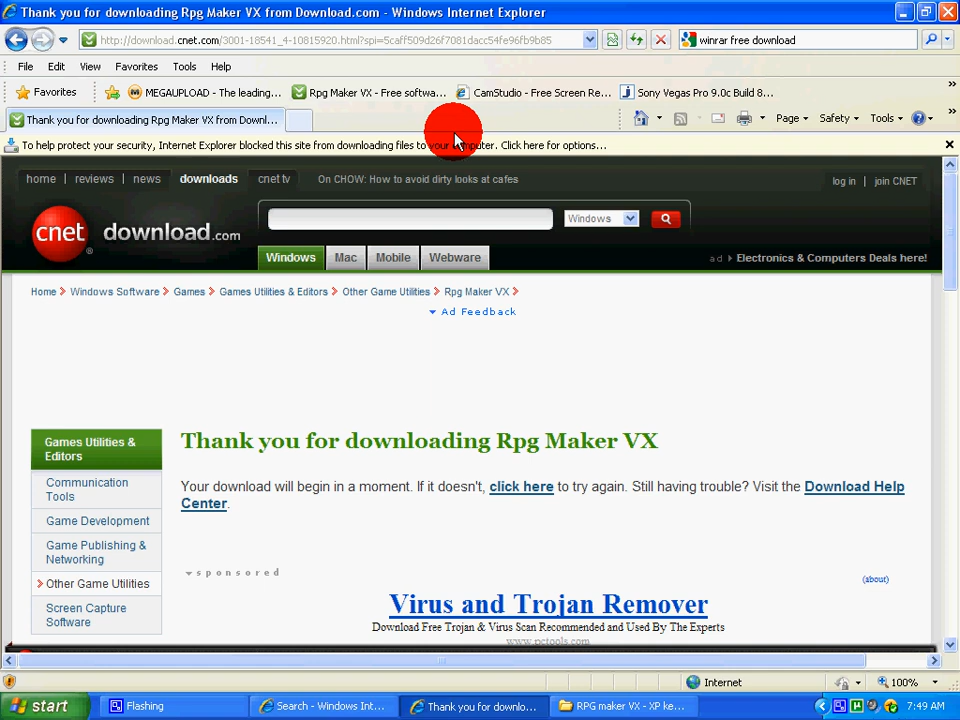 Thank you for downloading Rpg Maker VX from Download.com - Windows Internet Explorer
http://download.cnet.com/3001-18541_4-10815920.html?spi=5caff509d26f7081dacc54fe96fb9b85
winrar free download
File Edit View Favorites Tools Help
Favorites MEGAUPLOAD - The leading... Rpg Maker VX - Free softwa... CamStudio - Free Screen Re... Sony Vegas Pro 9.0c Build 8... »
Thank you for downloading Rpg Maker VX from Downl... Page Safety Tools »
To help protect your security, Internet Explorer blocked this site from downloading files to your computer. Click here for options...
home | reviews | news downloads cnet tv On CHOW: How to avoid dirty looks at cafes log in | join CNET
cnet download.com
Windows
Windows Mac Mobile Webware ad Electronics & Computers Deals here!
Home Windows Software Games Games Utilities & Editors Other Game Utilities Rpg Maker VX
Ad Feedback
Games Utilities &
Editors
Thank you for downloading Rpg Maker VX
Communication
Tools
Your download will begin in a moment. If it doesn't, click here to try again. Still having trouble? Visit the Download Help
Center.
Game Development
Game Publishing &
Networking
Other Game Utilities
Screen Capture
Software
sponsored (about)
Virus and Trojan Remover
Download Free Trojan & Virus Scan Recommended and Used By The Experts
www.pctools.com
Internet 100%
start Flashing Search - Windows Int... Thank you for downlo... RPG maker VX - XP ke... 7:49 AM